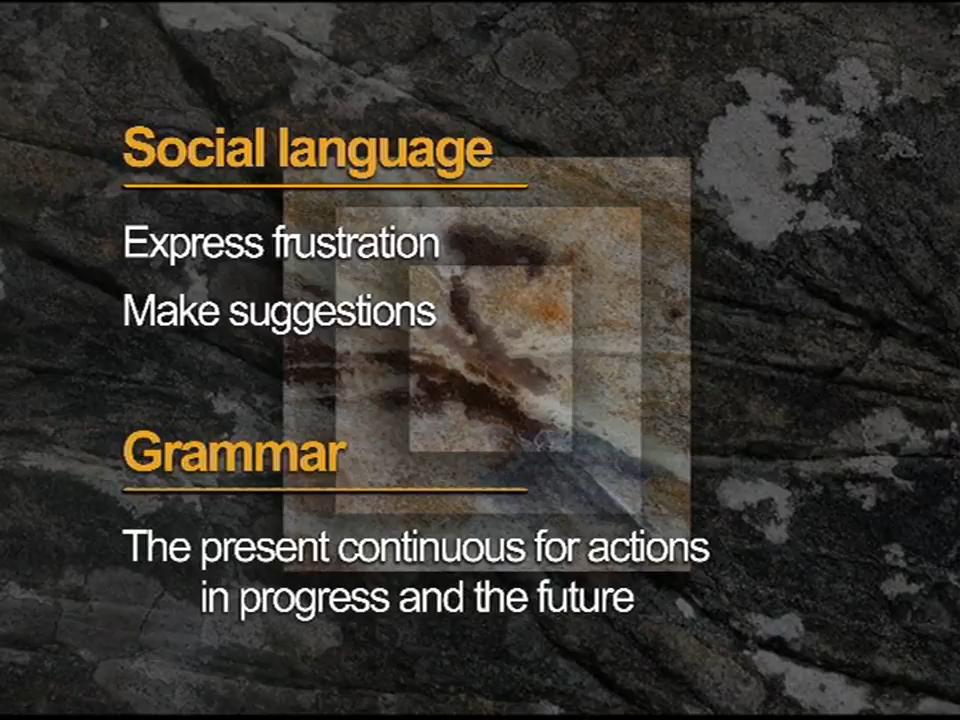 Social language
Express frustration
Make suggestions
Grammar
The present continuous for actions
in progress and the future